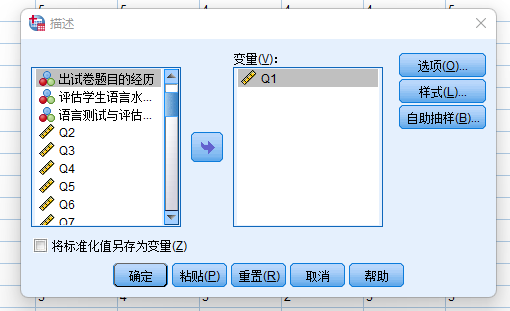 描述
变量(V):
出试卷题目的经历
评估学生语言水...
语言测试与评估...
Q2
Q3
Q4
Q5
Q6
Q7
Q1
选项(O)...
样式(L)...
自助抽样(B)...
将标准化值另存为变量(Z)
确定
粘贴(P)
重置(R)
取消
帮助